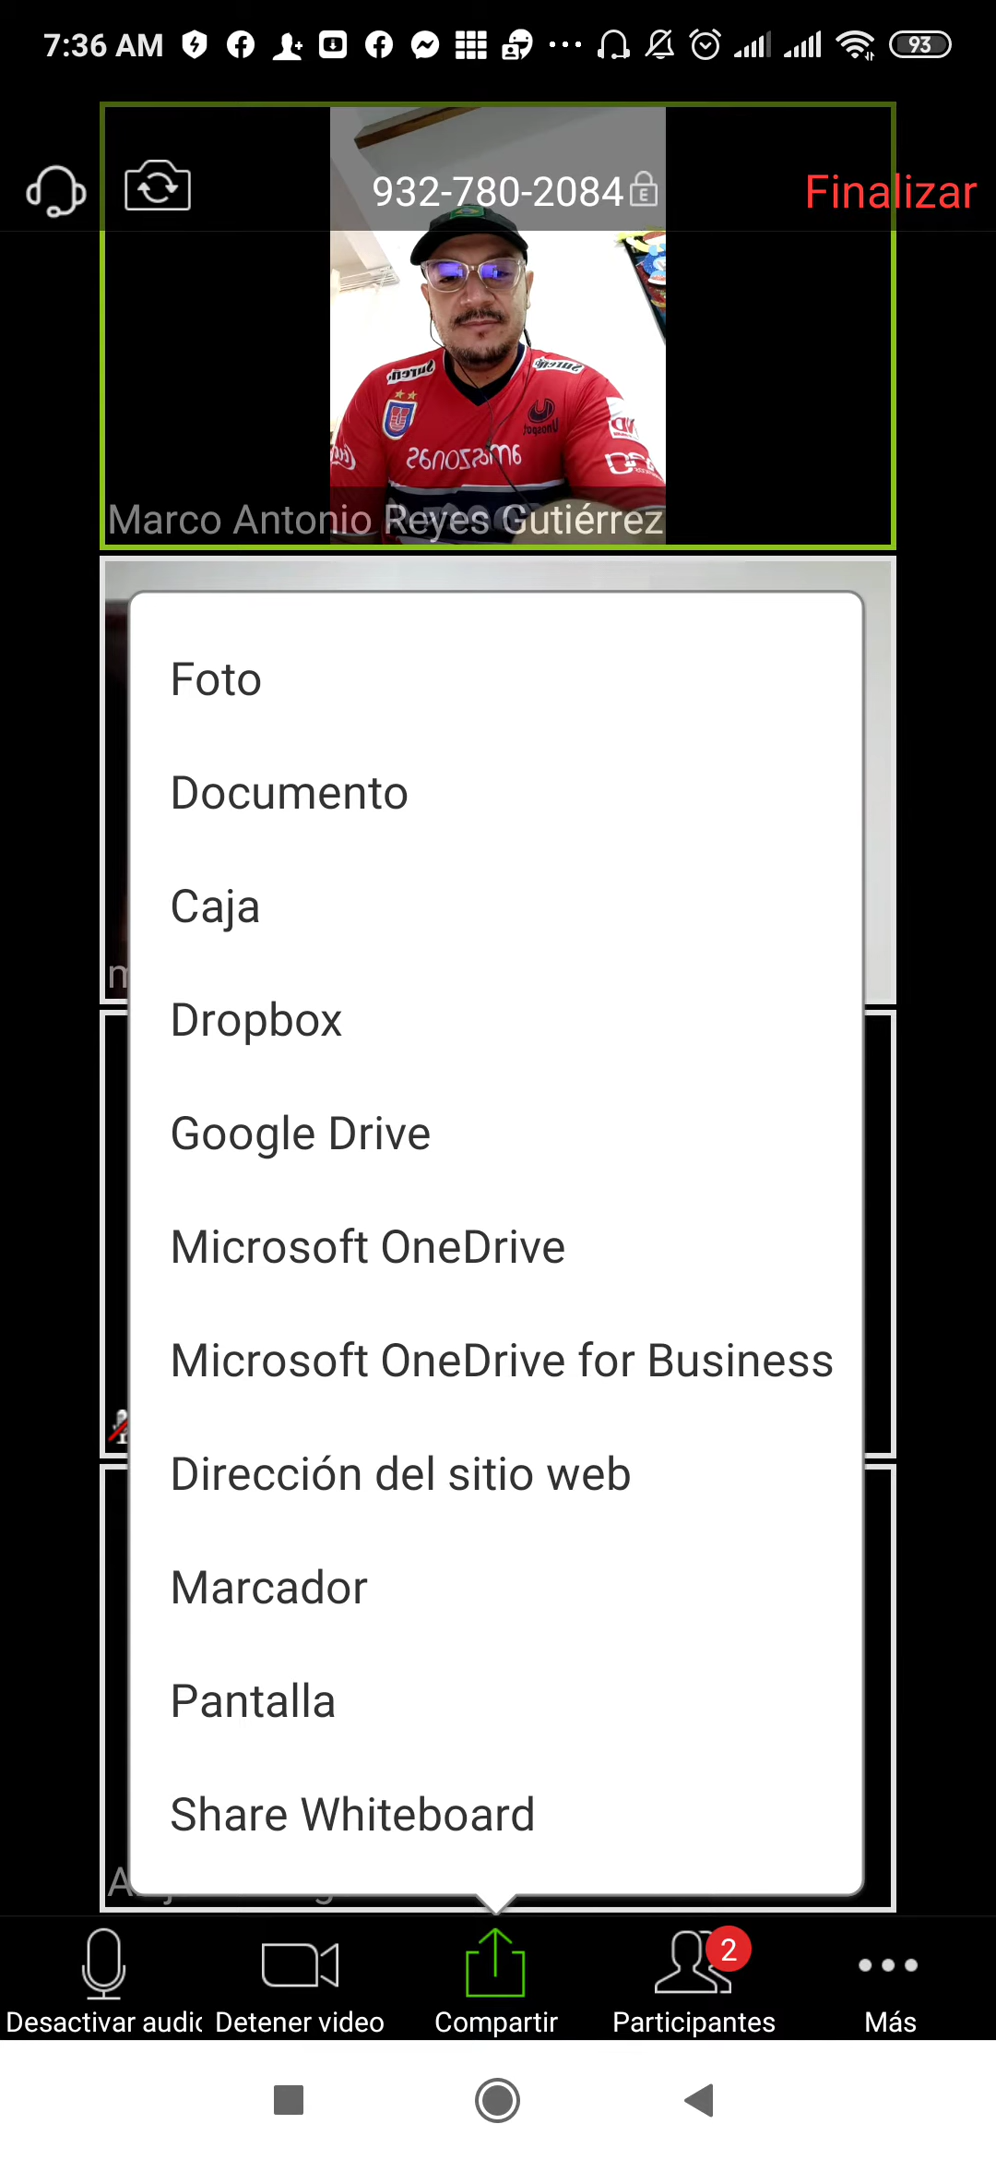 7:36 AM
93
932-780-2084
Finalizar
Marco Antonio Reyes Gutiérrez
Foto
Documento
Caja
Dropbox
Google Drive
Microsoft OneDrive
Microsoft OneDrive for Business
Dirección del sitio web
Marcador
Pantalla
Share Whiteboard
2
Desactivar audio
Detener video
Compartir
Participantes
Más